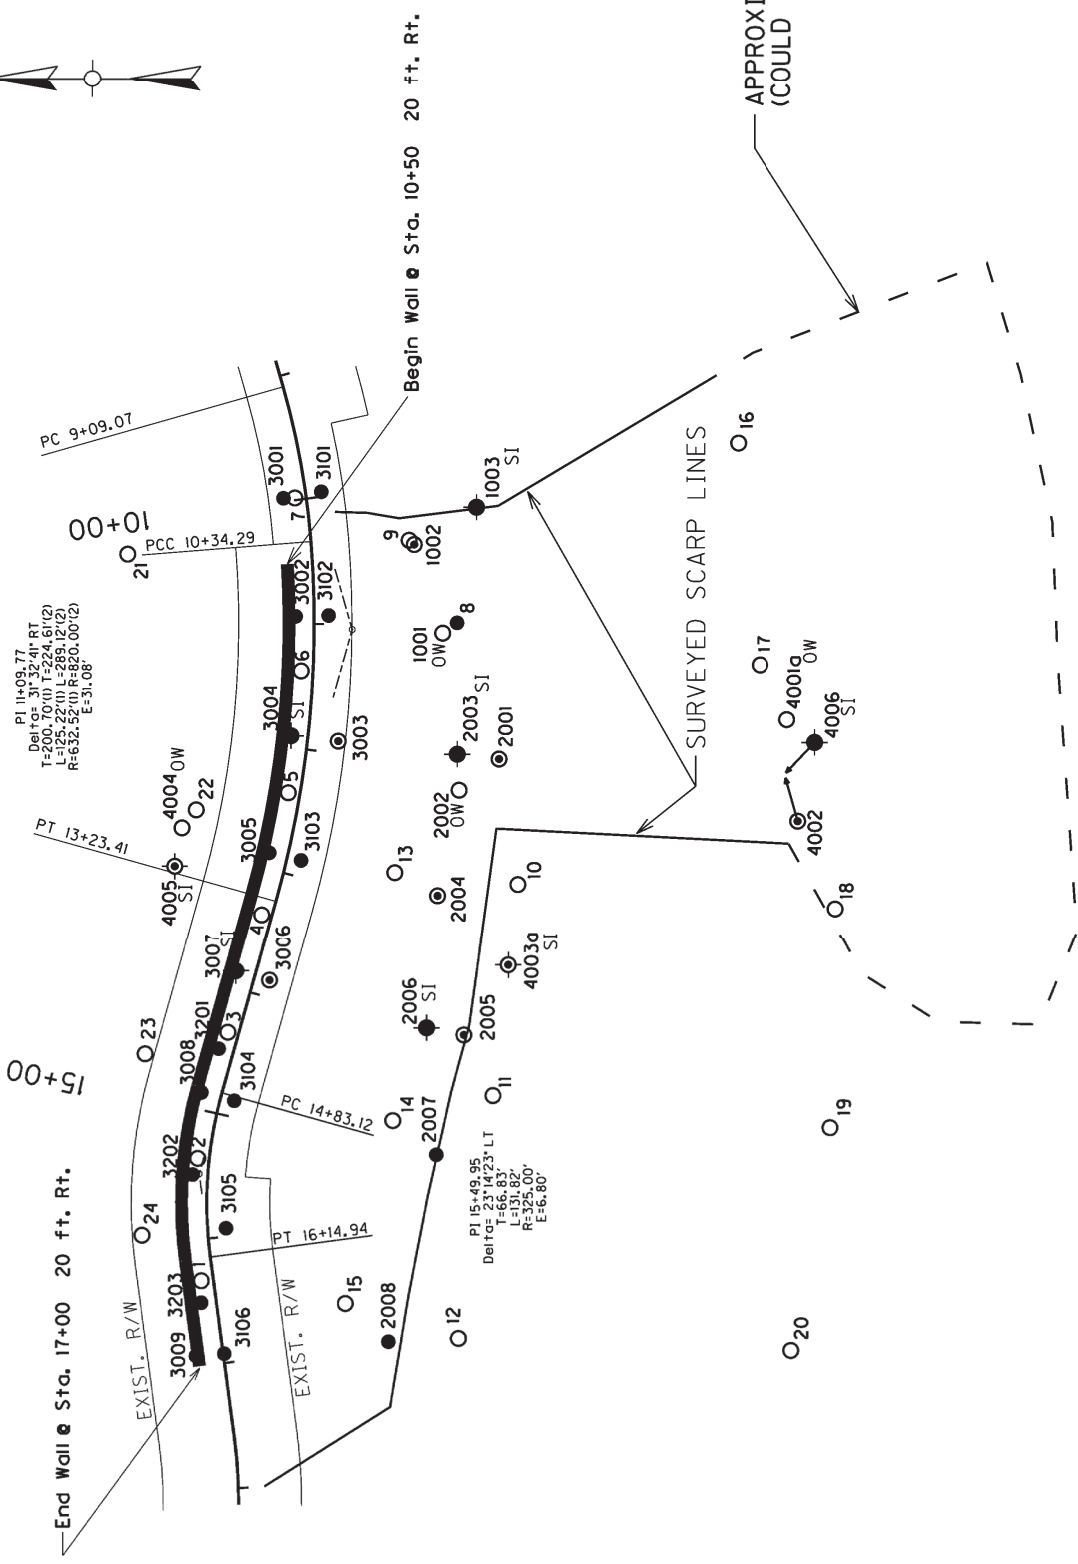 APPROXI
(COULD
Begin Wall @ Sta. 10+50 20 ft. Rt.
PC 9+09.07
10+00
PCC 10+34.29
21
3001
7
3101
3002
3102
9
1002
1003
SI
16
PI 11+09.77
Delta= 31°32'41" RT
T=200.70'(1) T=224.61'(2)
L=125.22'(1) L=289.12'(2)
R=632.52'(1) R=820.00'(2)
E=31.08'
6
3004
SI
3003
1001
OW
8
SURVEYED SCARP LINES
17
4001a
OW
4006
SI
4002
4004
OW
22
5
2003
SI
2001
2002
OW
PT 13+23.41
4005
SI
3005
3103
13
10
2004
18
4
3007
SI
3006
4003a
SI
2006
SI
2005
23
3201
3
15+00
3008
3104
PC 14+83.12
14
11
2007
19
3202
2
24
3105
PT 16+14.94
PI 15+49.95
Delta= 23°14'23" LT
T=66.83'
L=131.82'
R=325.00'
E=6.80'
3203
1
15
12
2008
20
3009
3106
EXIST. R/W
EXIST. R/W
End Wall @ Sta. 17+00 20 ft. Rt.